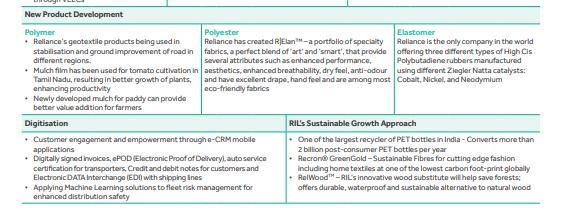 through VLECs
New Product Development
Polymer
• Reliance's geotextile products being used in
stabilisation and ground improvement of road in
different regions.
• Mulch film has been used for tomato cultivation in
Tamil Nadu, resulting in better growth of plants,
enhancing productivity
• Newly developed mulch for paddy can provide
better value addition for farmers
Polyester
Reliance has created R|Elan™ – a portfolio of specialty
fabrics, a perfect blend of 'art' and 'smart', that provide
several attributes such as enhanced performance,
aesthetics, enhanced breathability, dry feel, anti-odour
and have excellent drape, hand feel and are among most
eco-friendly fabrics
Elastomer
Reliance is the only company in the world
offering three different types of High Cis
Polybutadiene rubbers manufactured
using different Ziegler Natta catalysts:
Cobalt, Nickel, and Neodymium
Digitisation
• Customer engagement and empowerment through e-CRM mobile
applications
• Digitally signed invoices, ePOD (Electronic Proof of Delivery), auto service
certification for transporters, Credit and debit notes for customers and
Electronic DATA Interchange (EDI) with shipping lines
• Applying Machine Learning solutions to fleet risk management for
enhanced distribution safety
RIL's Sustainable Growth Approach
• One of the largest recycler of PET bottles in India - Converts more than
2 billion post-consumer PET bottles per year
• Recron® GreenGold – Sustainable Fibres for cutting edge fashion
including home textiles at one of the lowest carbon foot-print globally
• RelWood™ – RIL's innovative wood substitute will help save forests;
offers durable, waterproof and sustainable alternative to natural wood